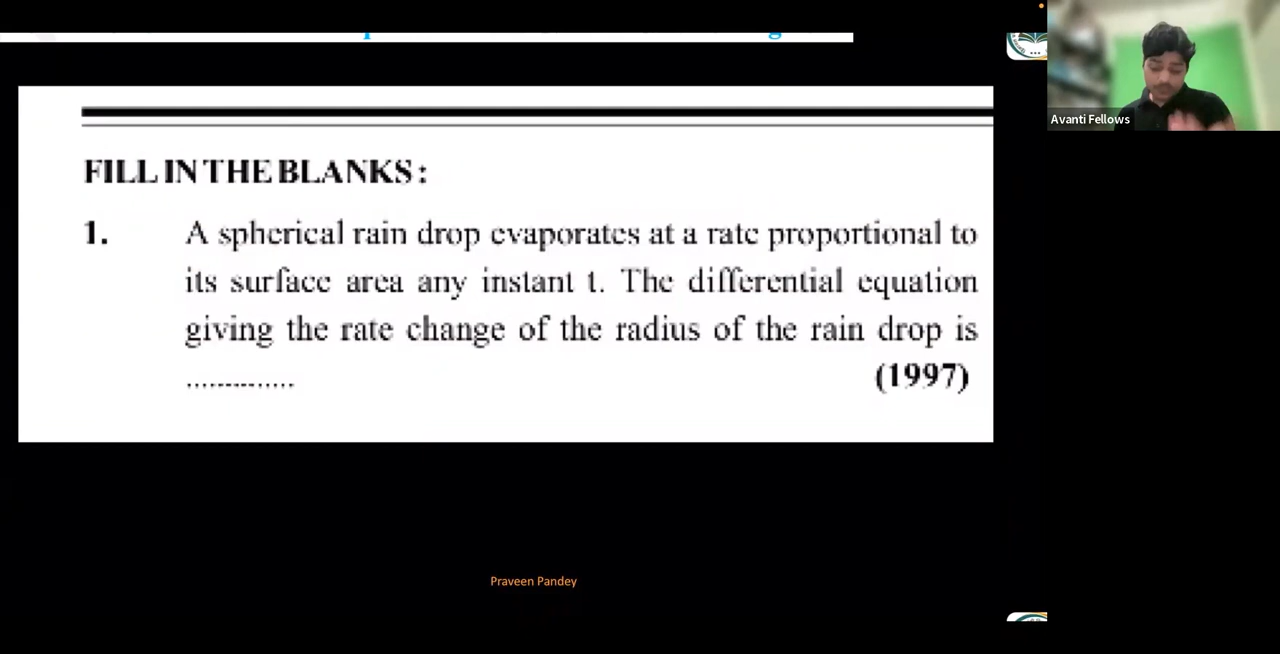 Avanti Fellows
FILL IN THE BLANKS :
1. A spherical rain drop evaporates at a rate proportional to
its surface area any instant t. The differential equation
giving the rate change of the radius of the rain drop is
.............. (1997)
Praveen Pandey